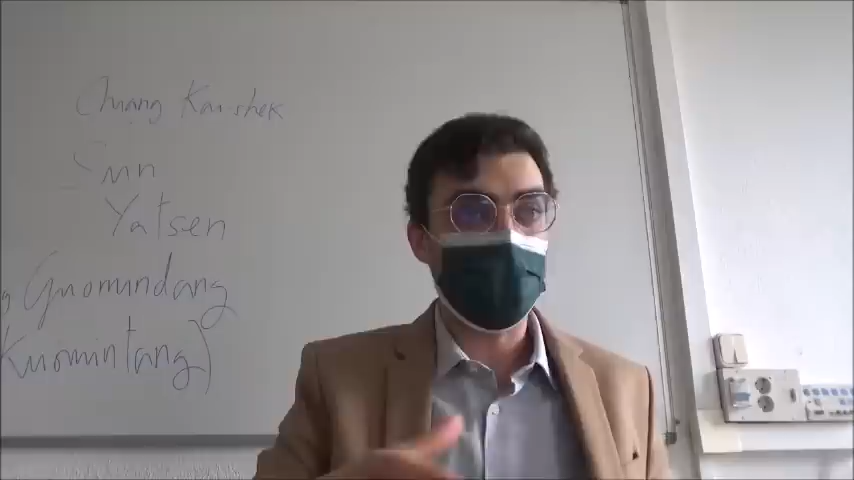 Chiang Kai-shek
Sun
Yatsen
g Guomindang
Kuomintang)